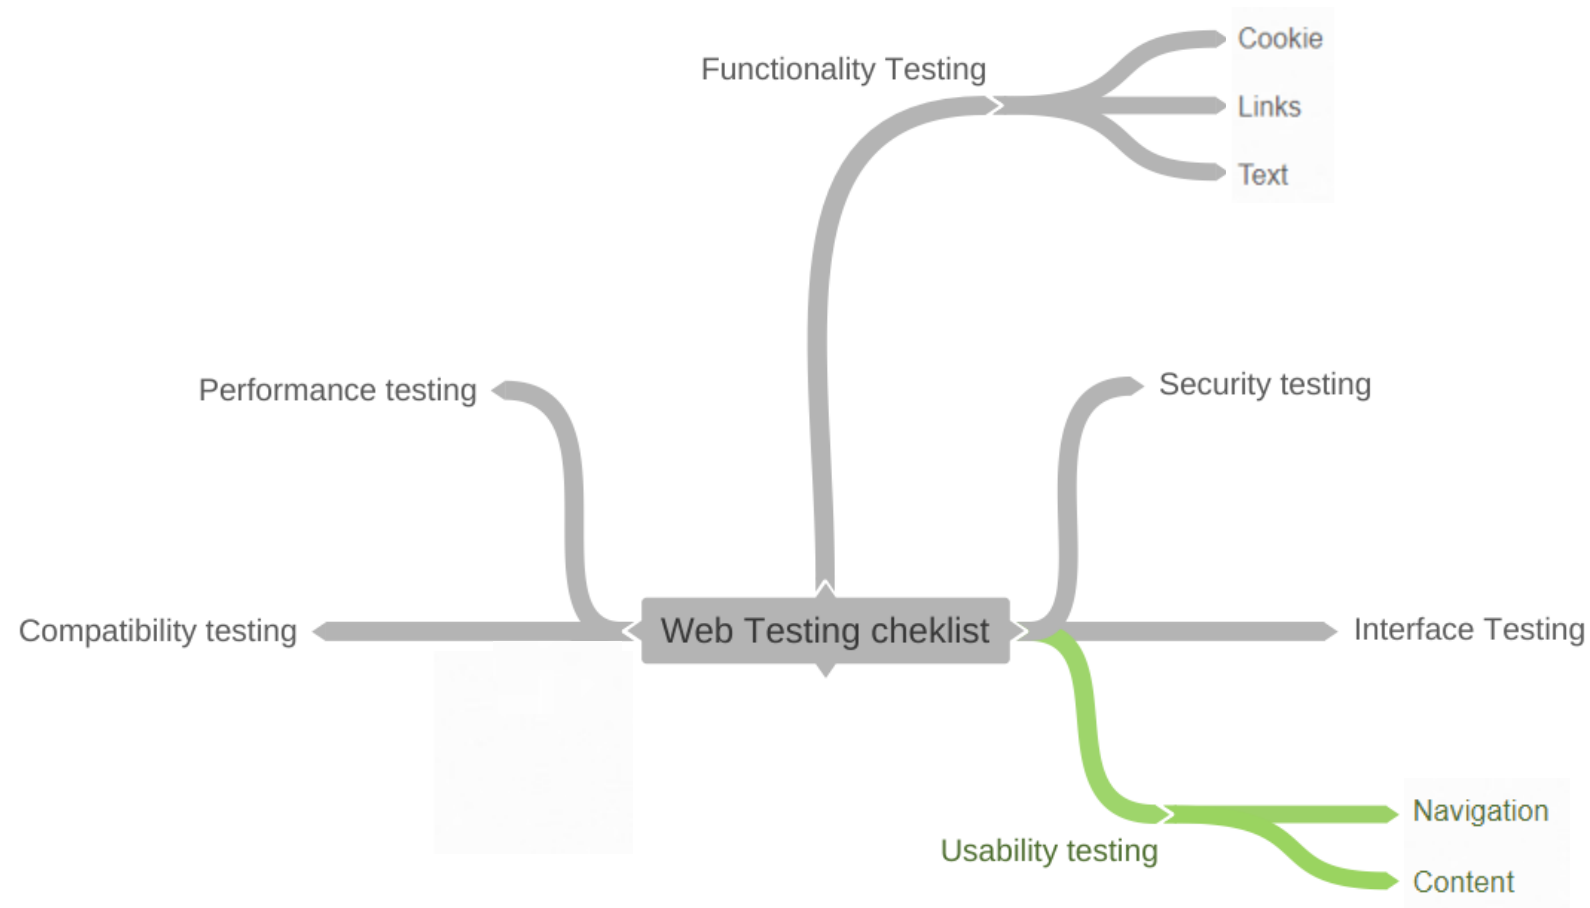 Functionality Testing
Cookie
Links
Text
Performance testing
Security testing
Compatibility testing
Web Testing cheklist
Interface Testing
Usability testing
Navigation
Content